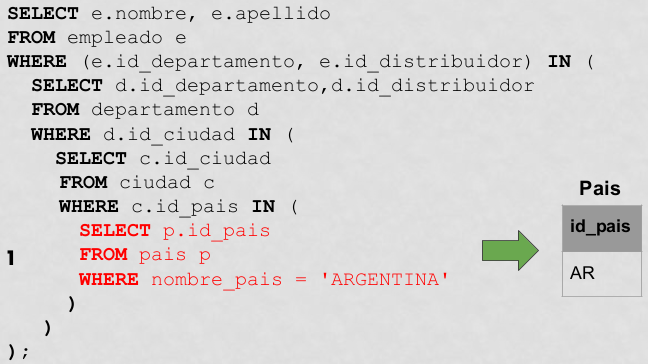 SELECT e.nombre, e.apellido
FROM empleado e
WHERE (e.id_departamento, e.id_distribuidor) IN (
SELECT d.id_departamento,d.id_distribuidor
FROM departamento d
WHERE d.id_ciudad IN (
SELECT c.id_ciudad
FROM ciudad c
WHERE c.id_pais IN (
SELECT p.id_pais
1 FROM pais p
WHERE nombre_pais = 'ARGENTINA'
)
)
);
Pais
id_pais
AR